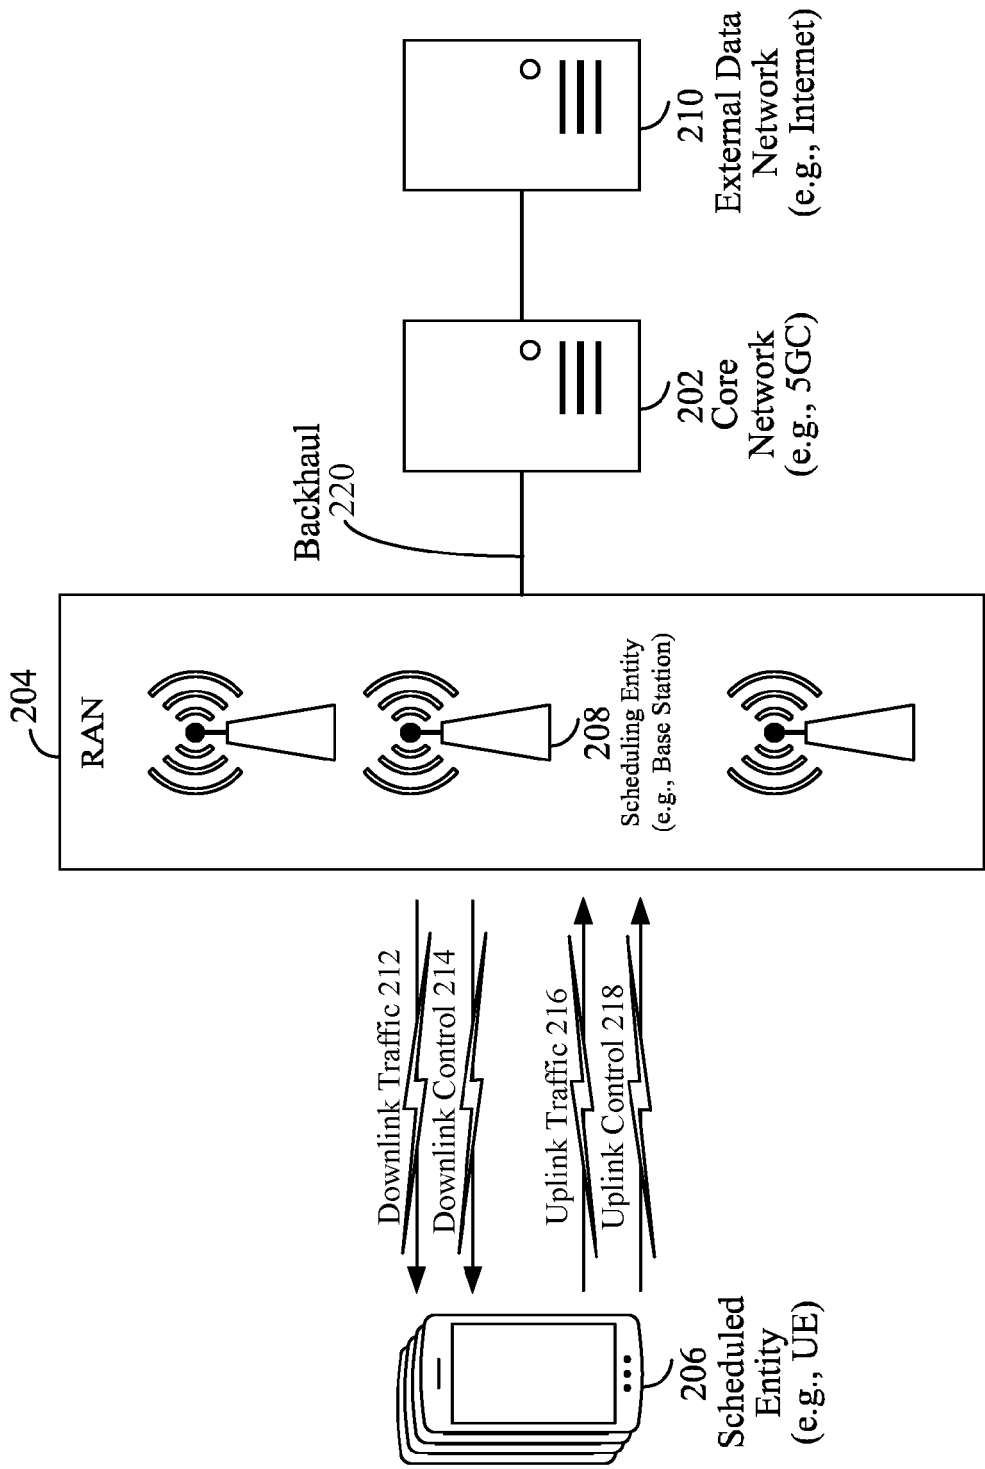 204
RAN
Backhaul
220
208
Scheduling Entity
(e.g., Base Station)
Downlink Traffic 212
Downlink Control 214
Uplink Traffic 216
Uplink Control 218
206
Scheduled
Entity
(e.g., UE)
202
Core
Network
(e.g., 5GC)
210
External Data
Network
(e.g., Internet)